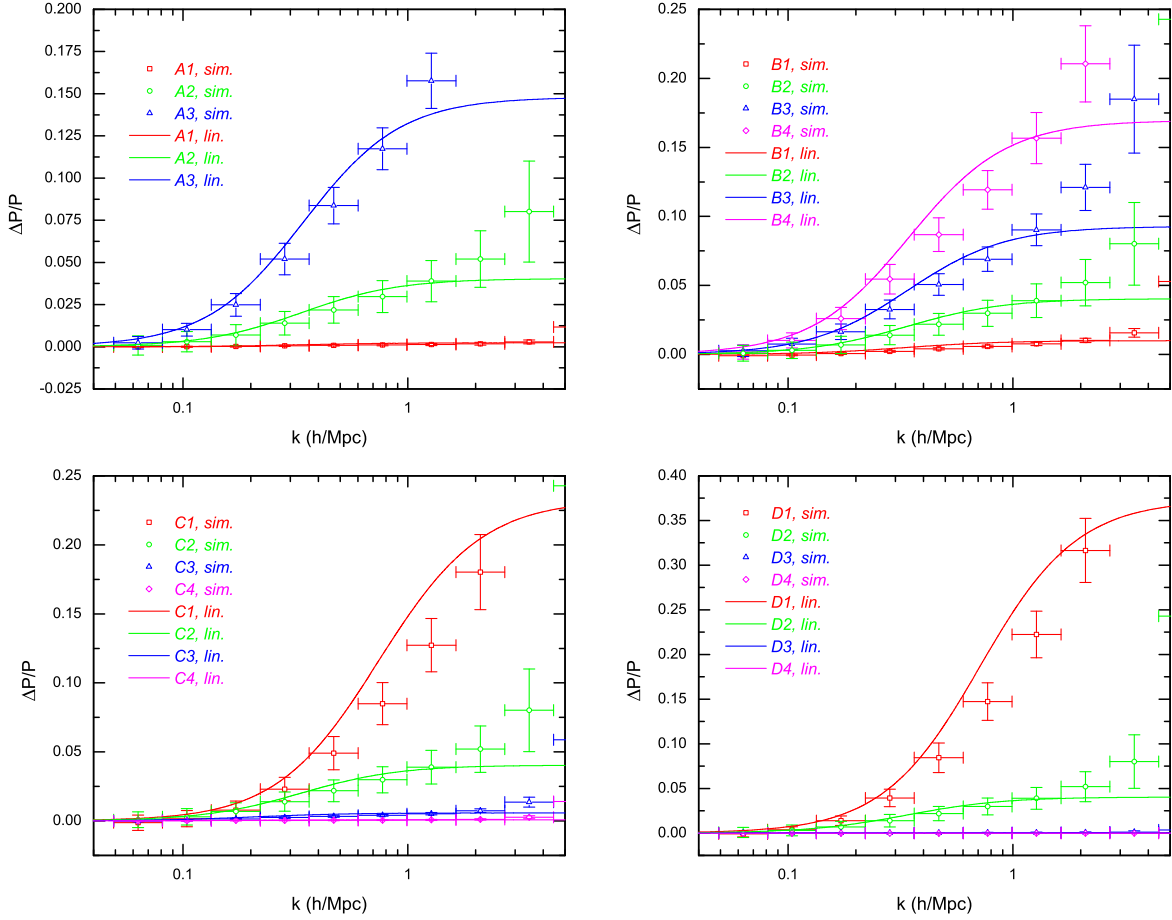 0.200
0.175
0.150
0.125
0.100
0.075
0.050
0.025
0.000
-0.025
ΔP/P
A1, sim.
A2, sim.
A3, sim.
A1, lin.
A2, lin.
A3, lin.
0.1
1
k (h/Mpc)
0.25
0.20
0.15
0.10
0.05
0.00
ΔP/P
B1, sim.
B2, sim.
B3, sim.
B4, sim.
B1, lin.
B2, lin.
B3, lin.
B4, lin.
0.1
1
k (h/Mpc)
0.25
0.20
0.15
0.10
0.05
0.00
ΔP/P
C1, sim.
C2, sim.
C3, sim.
C4, sim.
C1, lin.
C2, lin.
C3, lin.
C4, lin.
0.1
1
k (h/Mpc)
0.40
0.35
0.30
0.25
0.20
0.15
0.10
0.05
0.00
ΔP/P
D1, sim.
D2, sim.
D3, sim.
D4, sim.
D1, lin.
D2, lin.
D3, lin.
D4, lin.
0.1
1
k (h/Mpc)